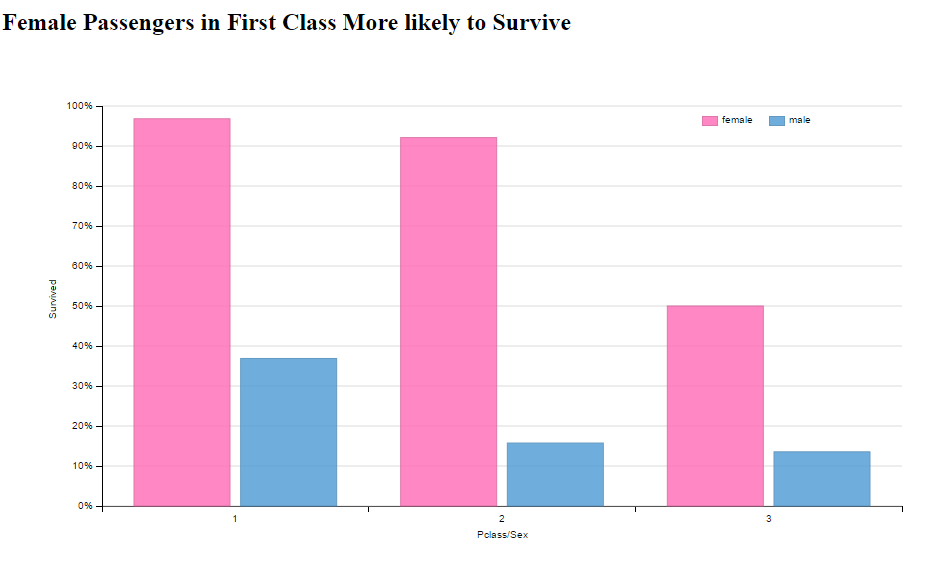 Female Passengers in First Class More likely to Survive
female male
100%
90%
80%
70%
60%
50%
40%
30%
20%
10%
0%
Survived
1 2 3
Pclass/Sex